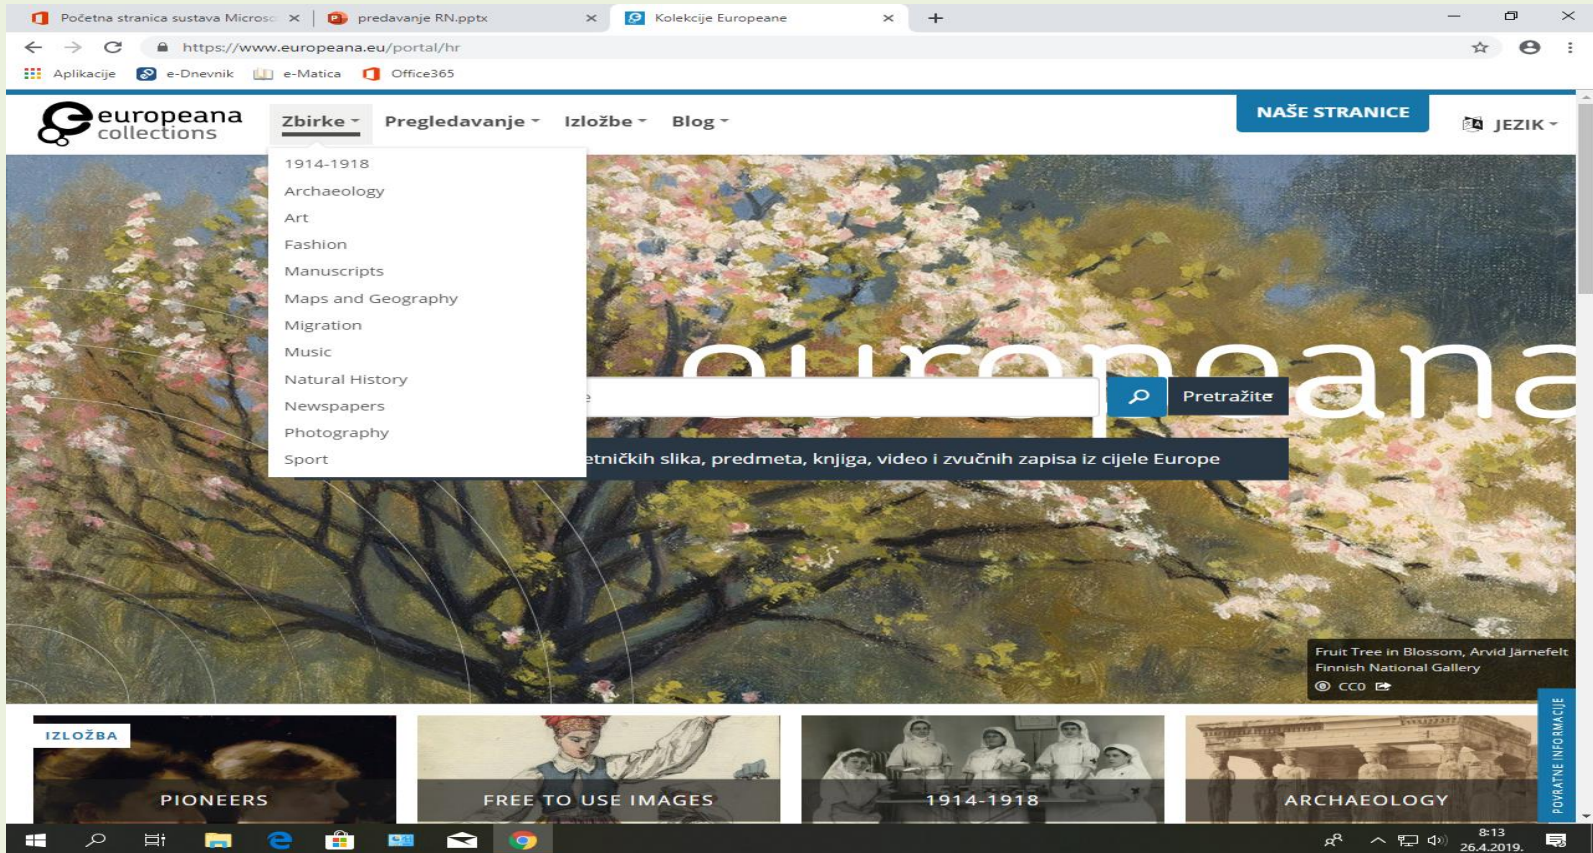 Početna stranica sustava Micros
predavanje RN.pptx
Kolekcije Europeane
https://www.europeana.eu/portal/hr
Aplikacije
e-Dnevnik
e-Matica
Office365
europeana
collections
Zbirke
Pregledavanje
Izložbe
Blog
NAŠE STRANICE
JEZIK
1914-1918
Archaeology
Art
Fashion
Manuscripts
Maps and Geography
Migration
Music
Natural History
Newspapers
Photography
Sport
europeana
Pretražite
etničkih slika, predmeta, knjiga, video i zvučnih zapisa iz cijele Europe
Fruit Tree in Blossom, Arvid Järnefelt
Finnish National Gallery
CC0
POVRATNE INFORMACIJE
IZLOŽBA
PIONEERS
FREE TO USE IMAGES
1914-1918
ARCHAEOLOGY
8:13
26.4.2019.